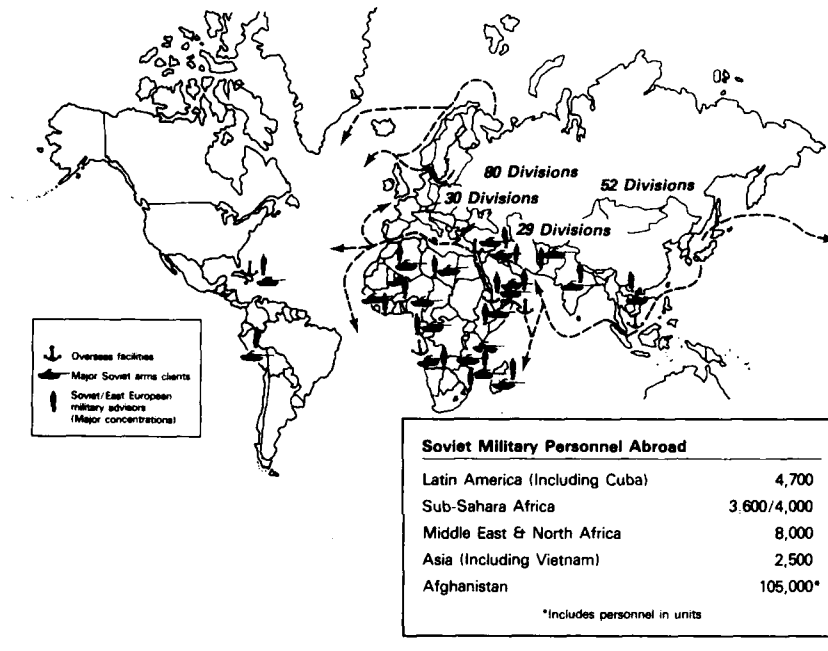 80 Divisions
52 Divisions
30 Divisions
29 Divisions
Overseas facilities
Major Soviet arms clients
Soviet/East European
military advisors
(Major concentrations)
Soviet Military Personnel Abroad
Latin America (Including Cuba) 4,700
Sub-Sahara Africa 3,600/4,000
Middle East & North Africa 8,000
Asia (Including Vietnam) 2,500
Afghanistan 105,000*
*Includes personnel in units